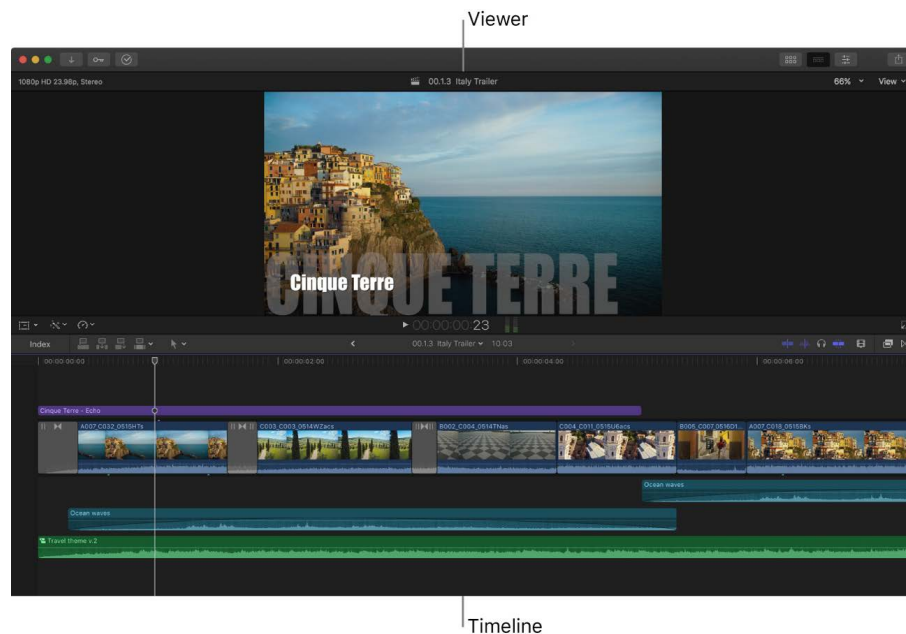 Viewer
1080p HD 23.98p, Stereo
00.1.3 Italy Trailer
66%
View
CINQUE TERRE
Cinque Terre
00:00:00:23
Index
00.1.3 Italy Trailer
10:03
00:00:00:00
00:00:02:00
00:00:04:00
00:00:06:00
Cinque Terre - Echo
A007_C032_0515HTs
C003_C003_0514WZacs
B002_C004_0514TNas
C004_C011_0515U6acs
B005_C007_0516D1...
A007_C018_0515BKs
Ocean waves
Ocean waves
Travel theme v.2
Timeline